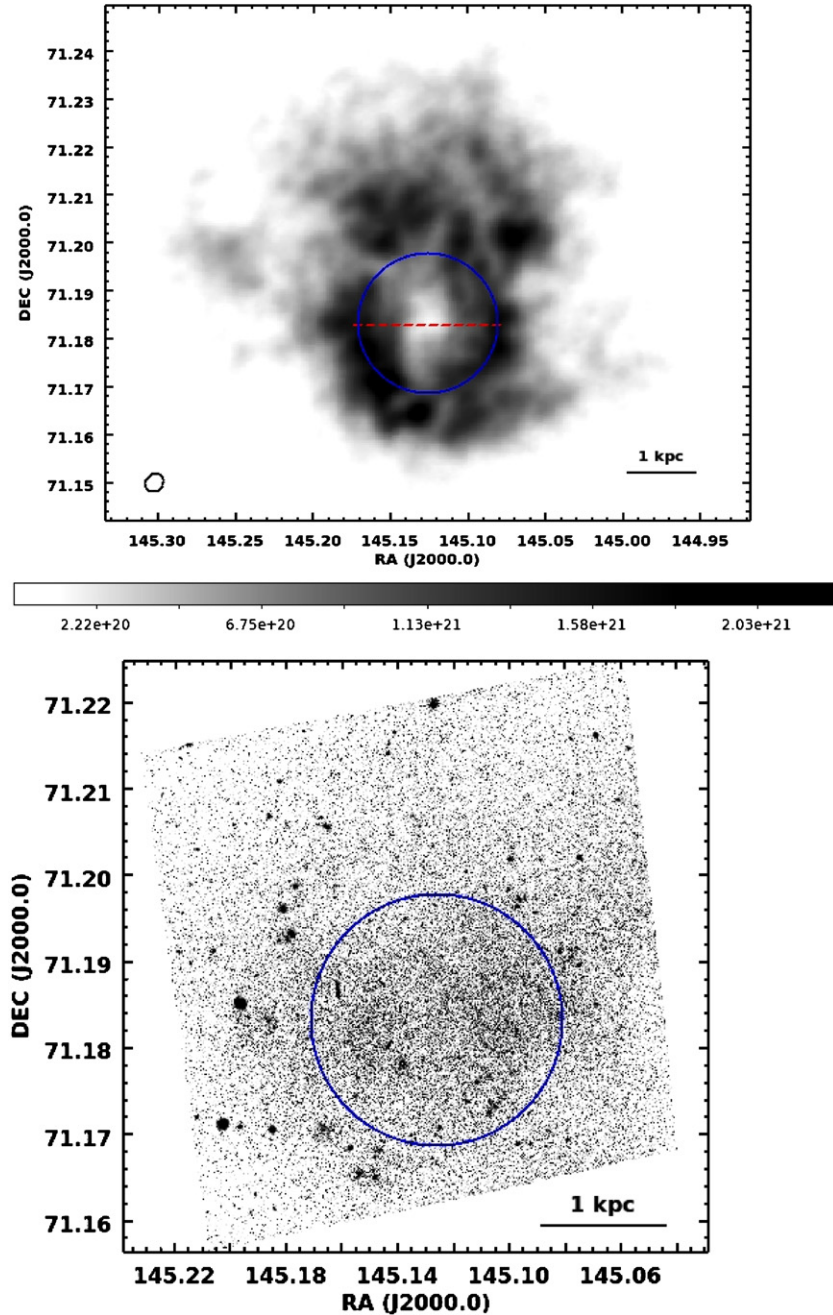 71.24
71.23
71.22
71.21
71.20
71.19
71.18
71.17
71.16
71.15
DEC (J2000.0)
1 kpc
145.30 145.25 145.20 145.15 145.10 145.05 145.00 144.95
RA (J2000.0)
2.22e+20 6.75e+20 1.13e+21 1.58e+21 2.03e+21
71.22
71.21
71.20
71.19
71.18
71.17
71.16
DEC (J2000.0)
1 kpc
145.22 145.18 145.14 145.10 145.06
RA (J2000.0)